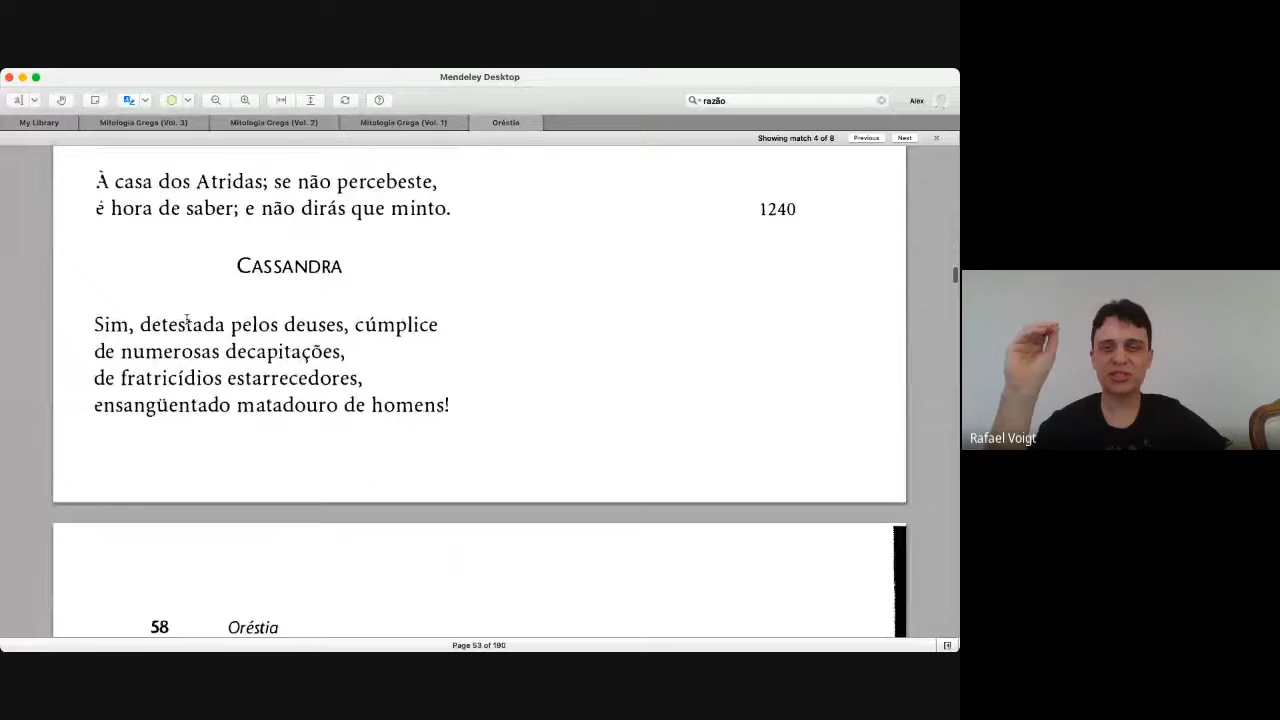 Mendeley Desktop
razão
Alex
My Library
Mitologia Grega (Vol. 3)
Mitologia Grega (Vol. 2)
Mitologia Grega (Vol. 1)
Oréstia
Showing match 4 of 8
Previous
Next
À casa dos Atridas; se não percebeste,
é hora de saber; e não dirás que minto.
1240
CASSANDRA
Sim, detestada pelos deuses, cúmplice
de numerosas decapitações,
de fratricídios estarrecedores,
ensangüentado matadouro de homens!
58 Oréstia
Page 53 of 190
Rafael Voigt